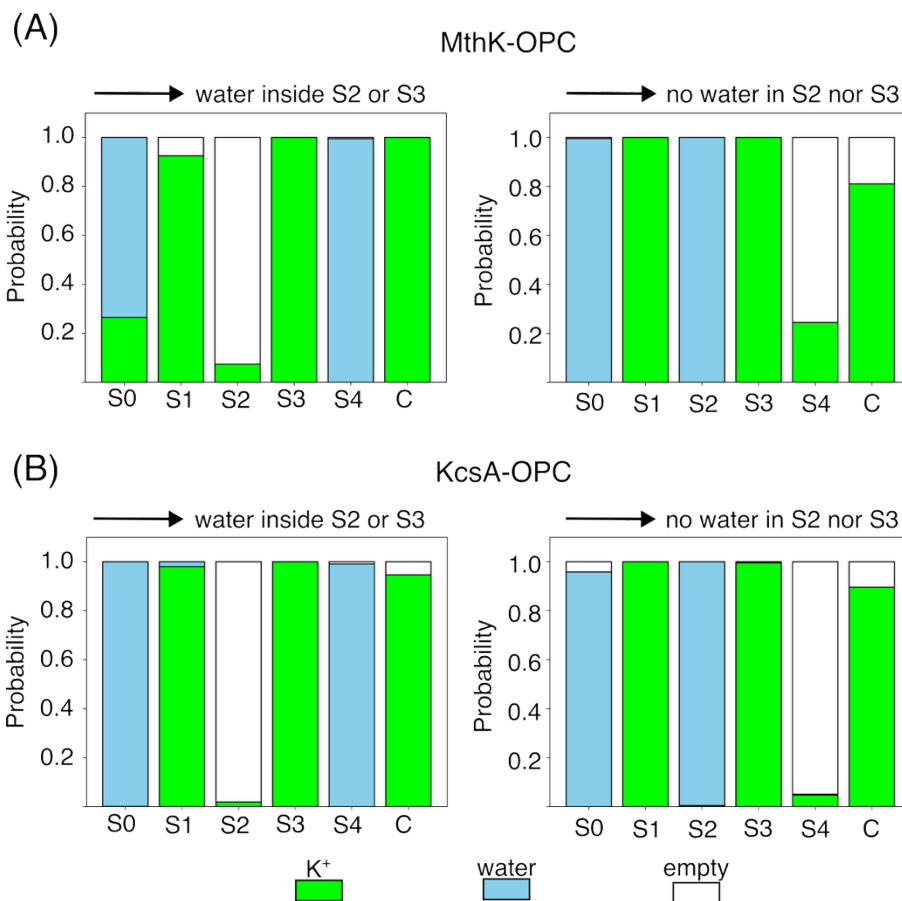 (A)
MthK-OPC
water inside S2 or S3
no water in S2 nor S3
Probability
1.0
0.8
0.6
0.4
0.2
S0 S1 S2 S3 S4 C
Probability
1.0
0.8
0.6
0.4
0.2
S0 S1 S2 S3 S4 C
(B)
KcsA-OPC
water inside S2 or S3
no water in S2 nor S3
Probability
1.0
0.8
0.6
0.4
0.2
S0 S1 S2 S3 S4 C
Probability
1.0
0.8
0.6
0.4
0.2
S0 S1 S2 S3 S4 C
K⁺ water empty